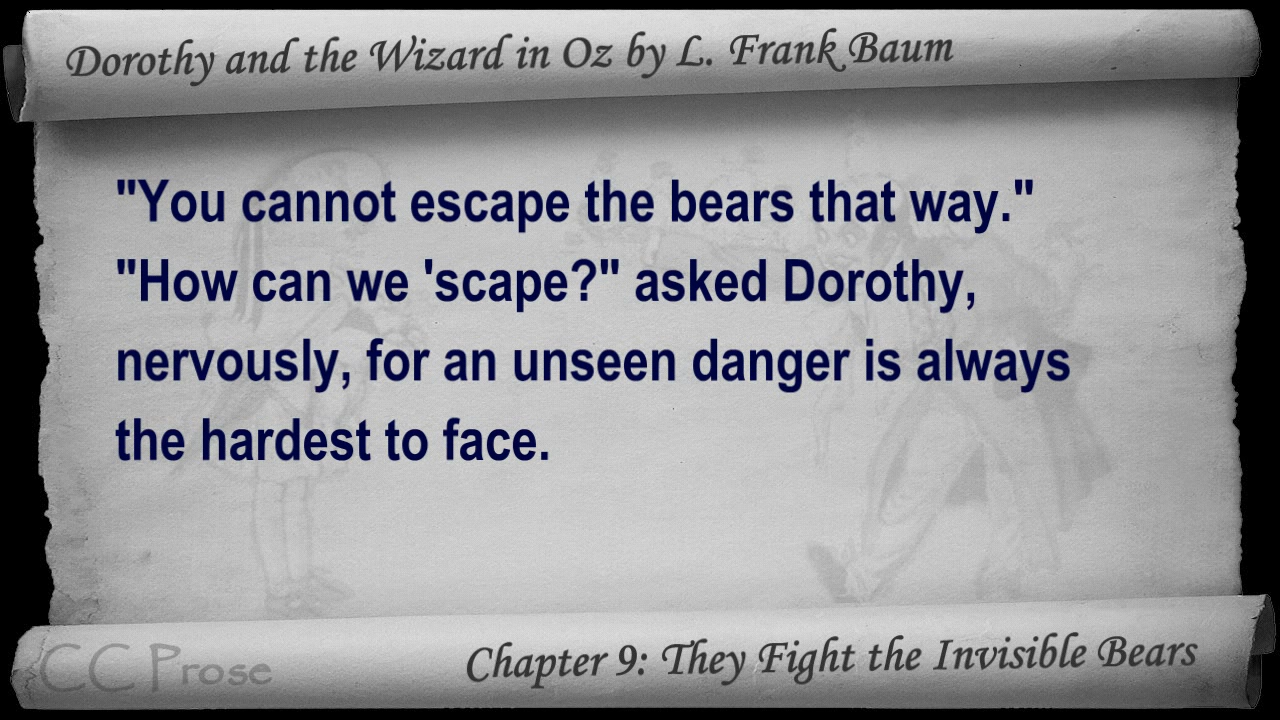 Dorothy and the Wizard in Oz by L. Frank Baum
"You cannot escape the bears that way."
"How can we 'scape?" asked Dorothy,
nervously, for an unseen danger is always
the hardest to face.
CC Prose
Chapter 9: They Fight the Invisible Bears